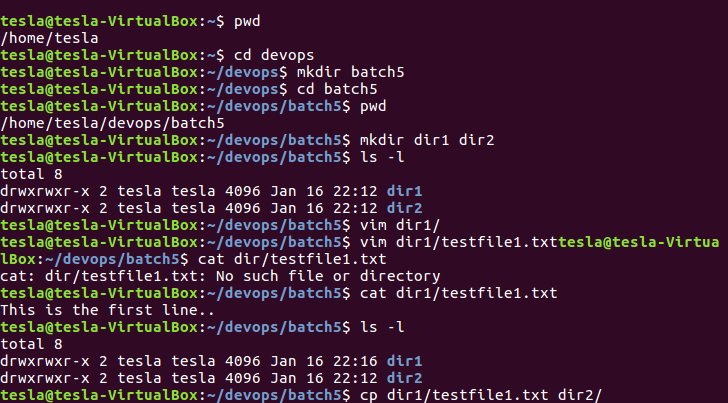 tesla@tesla-VirtualBox:~$ pwd
/home/tesla
tesla@tesla-VirtualBox:~$ cd devops
tesla@tesla-VirtualBox:~/devops$ mkdir batch5
tesla@tesla-VirtualBox:~/devops$ cd batch5
tesla@tesla-VirtualBox:~/devops/batch5$ pwd
/home/tesla/devops/batch5
tesla@tesla-VirtualBox:~/devops/batch5$ mkdir dir1 dir2
tesla@tesla-VirtualBox:~/devops/batch5$ ls -l
total 8
drwxrwxr-x 2 tesla tesla 4096 Jan 16 22:12 dir1
drwxrwxr-x 2 tesla tesla 4096 Jan 16 22:12 dir2
tesla@tesla-VirtualBox:~/devops/batch5$ vim dir1/
tesla@tesla-VirtualBox:~/devops/batch5$ vim dir1/testfile1.txttesla@tesla-Virtua
lBox:~/devops/batch5$ cat dir/testfile1.txt
cat: dir/testfile1.txt: No such file or directory
tesla@tesla-VirtualBox:~/devops/batch5$ cat dir1/testfile1.txt
This is the first line..
tesla@tesla-VirtualBox:~/devops/batch5$ ls -l
total 8
drwxrwxr-x 2 tesla tesla 4096 Jan 16 22:16 dir1
drwxrwxr-x 2 tesla tesla 4096 Jan 16 22:12 dir2
tesla@tesla-VirtualBox:~/devops/batch5$ cp dir1/testfile1.txt dir2/